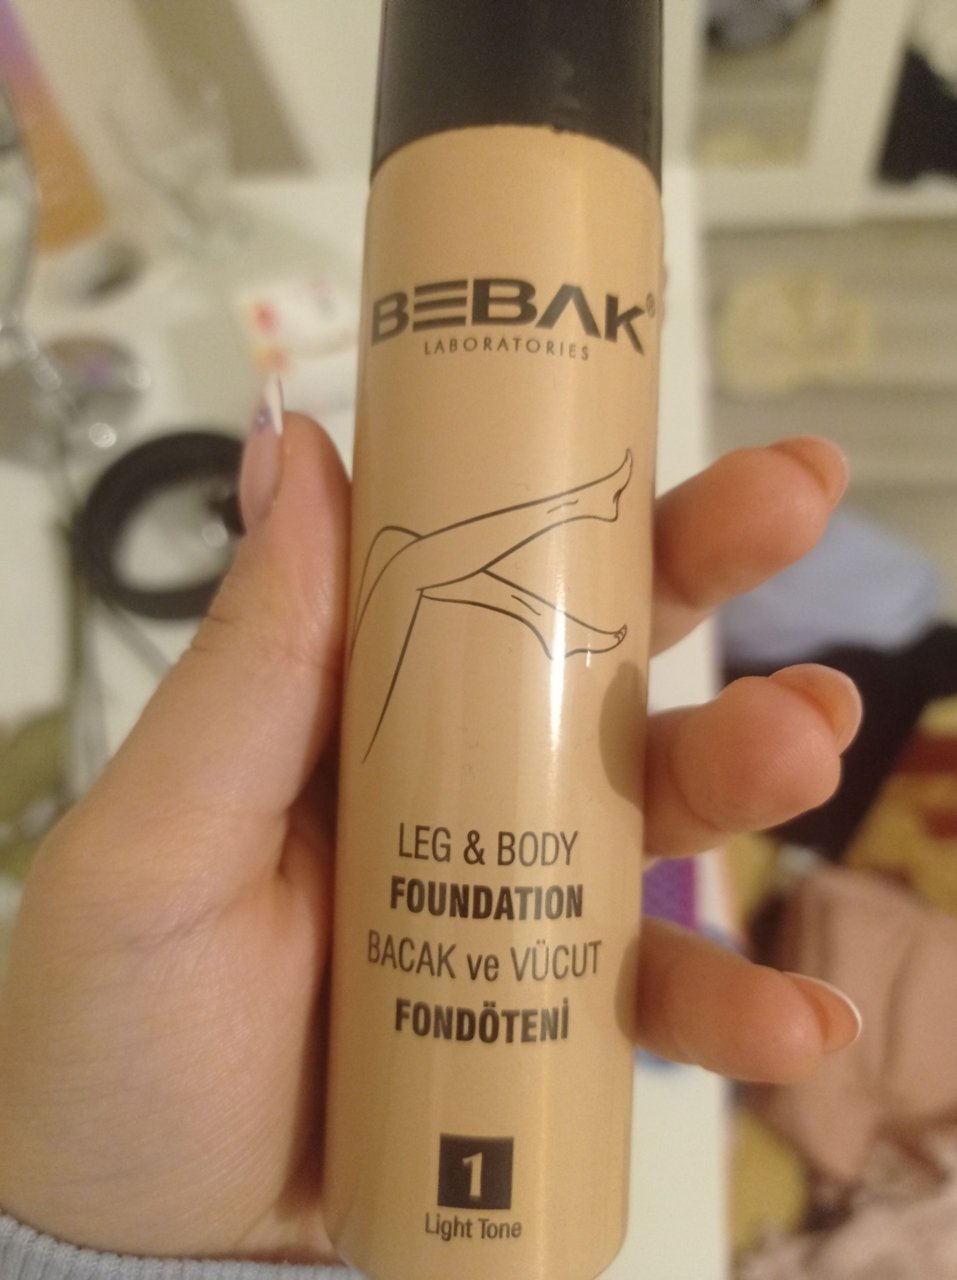 BEBAK®
LABORATORIES
LEG & BODY
FOUNDATION
BACAK ve VÜCUT
FONDÖTENİ
1
Light Tone